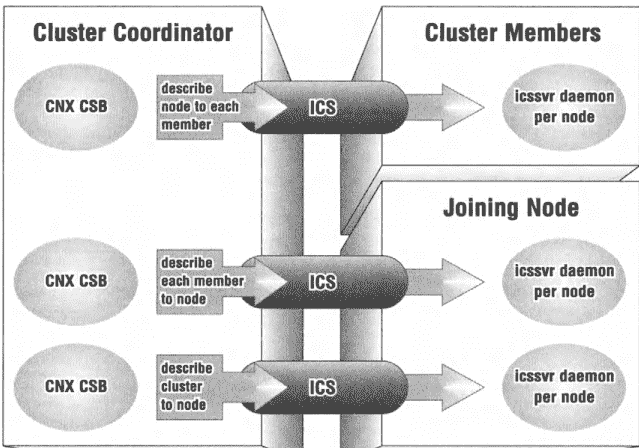 Cluster Coordinator
Cluster Members
CNX CSB
describe
node to each
member
ICS
icssvr daemon
per node
Joining Node
CNX CSB
describe
each member
to node
ICS
icssvr daemon
per node
CNX CSB
describe
cluster
to node
ICS
icssvr daemon
per node